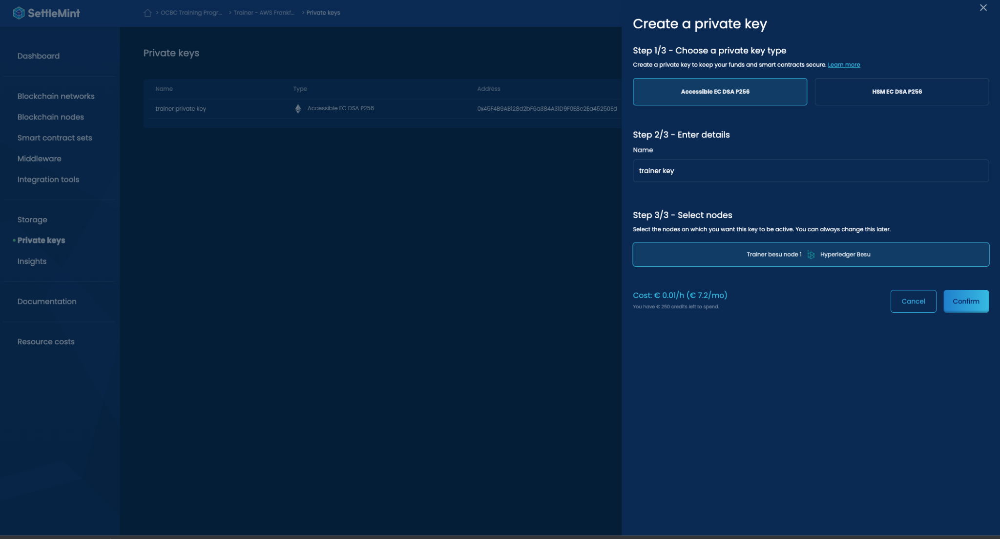 SettleMint
> OCBC Training Progr... > Trainer - AWS Frankf... > Private keys
Dashboard
Blockchain networks
Blockchain nodes
Smart contract sets
Middleware
Integration tools
Storage
Private keys
Insights
Documentation
Resource costs
Private keys
Name Type Address
trainer private key Accessible EC DSA P256 0x45F4B9AB128d2bF6a384A31D9F0E8e2Ea45250Ed
Create a private key
Step 1/3 - Choose a private key type
Create a private key to keep your funds and smart contracts secure. Learn more
Accessible EC DSA P256 HSM EC DSA P256
Step 2/3 - Enter details
Name
trainer key
Step 3/3 - Select nodes
Select the nodes on which you want this key to be active. You can always change this later.
Trainer besu node 1 Hyperledger Besu
Cost: € 0.01/h (€ 7.2/mo)
You have € 250 credits left to spend.
Cancel Confirm